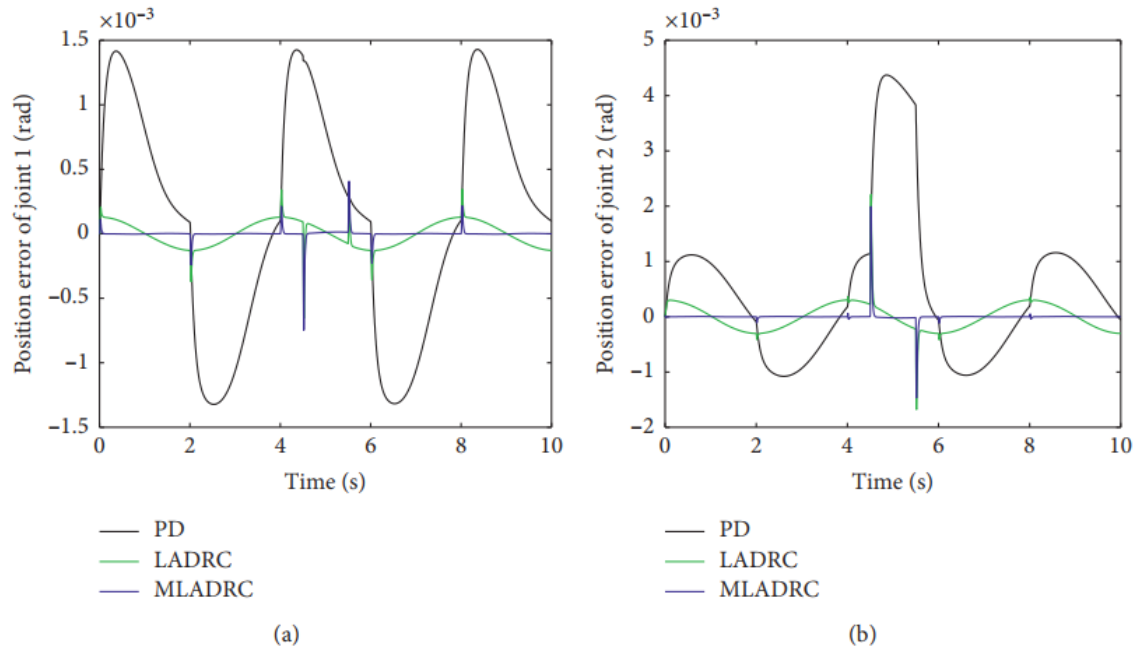 ×10⁻³
1.5
1
0.5
0
−0.5
−1
−1.5
Position error of joint 1 (rad)
0 2 4 6 8 10
Time (s)
PD
LADRC
MLADRC
(a)
×10⁻³
5
4
3
2
1
0
−1
−2
Position error of joint 2 (rad)
0 2 4 6 8 10
Time (s)
PD
LADRC
MLADRC
(b)